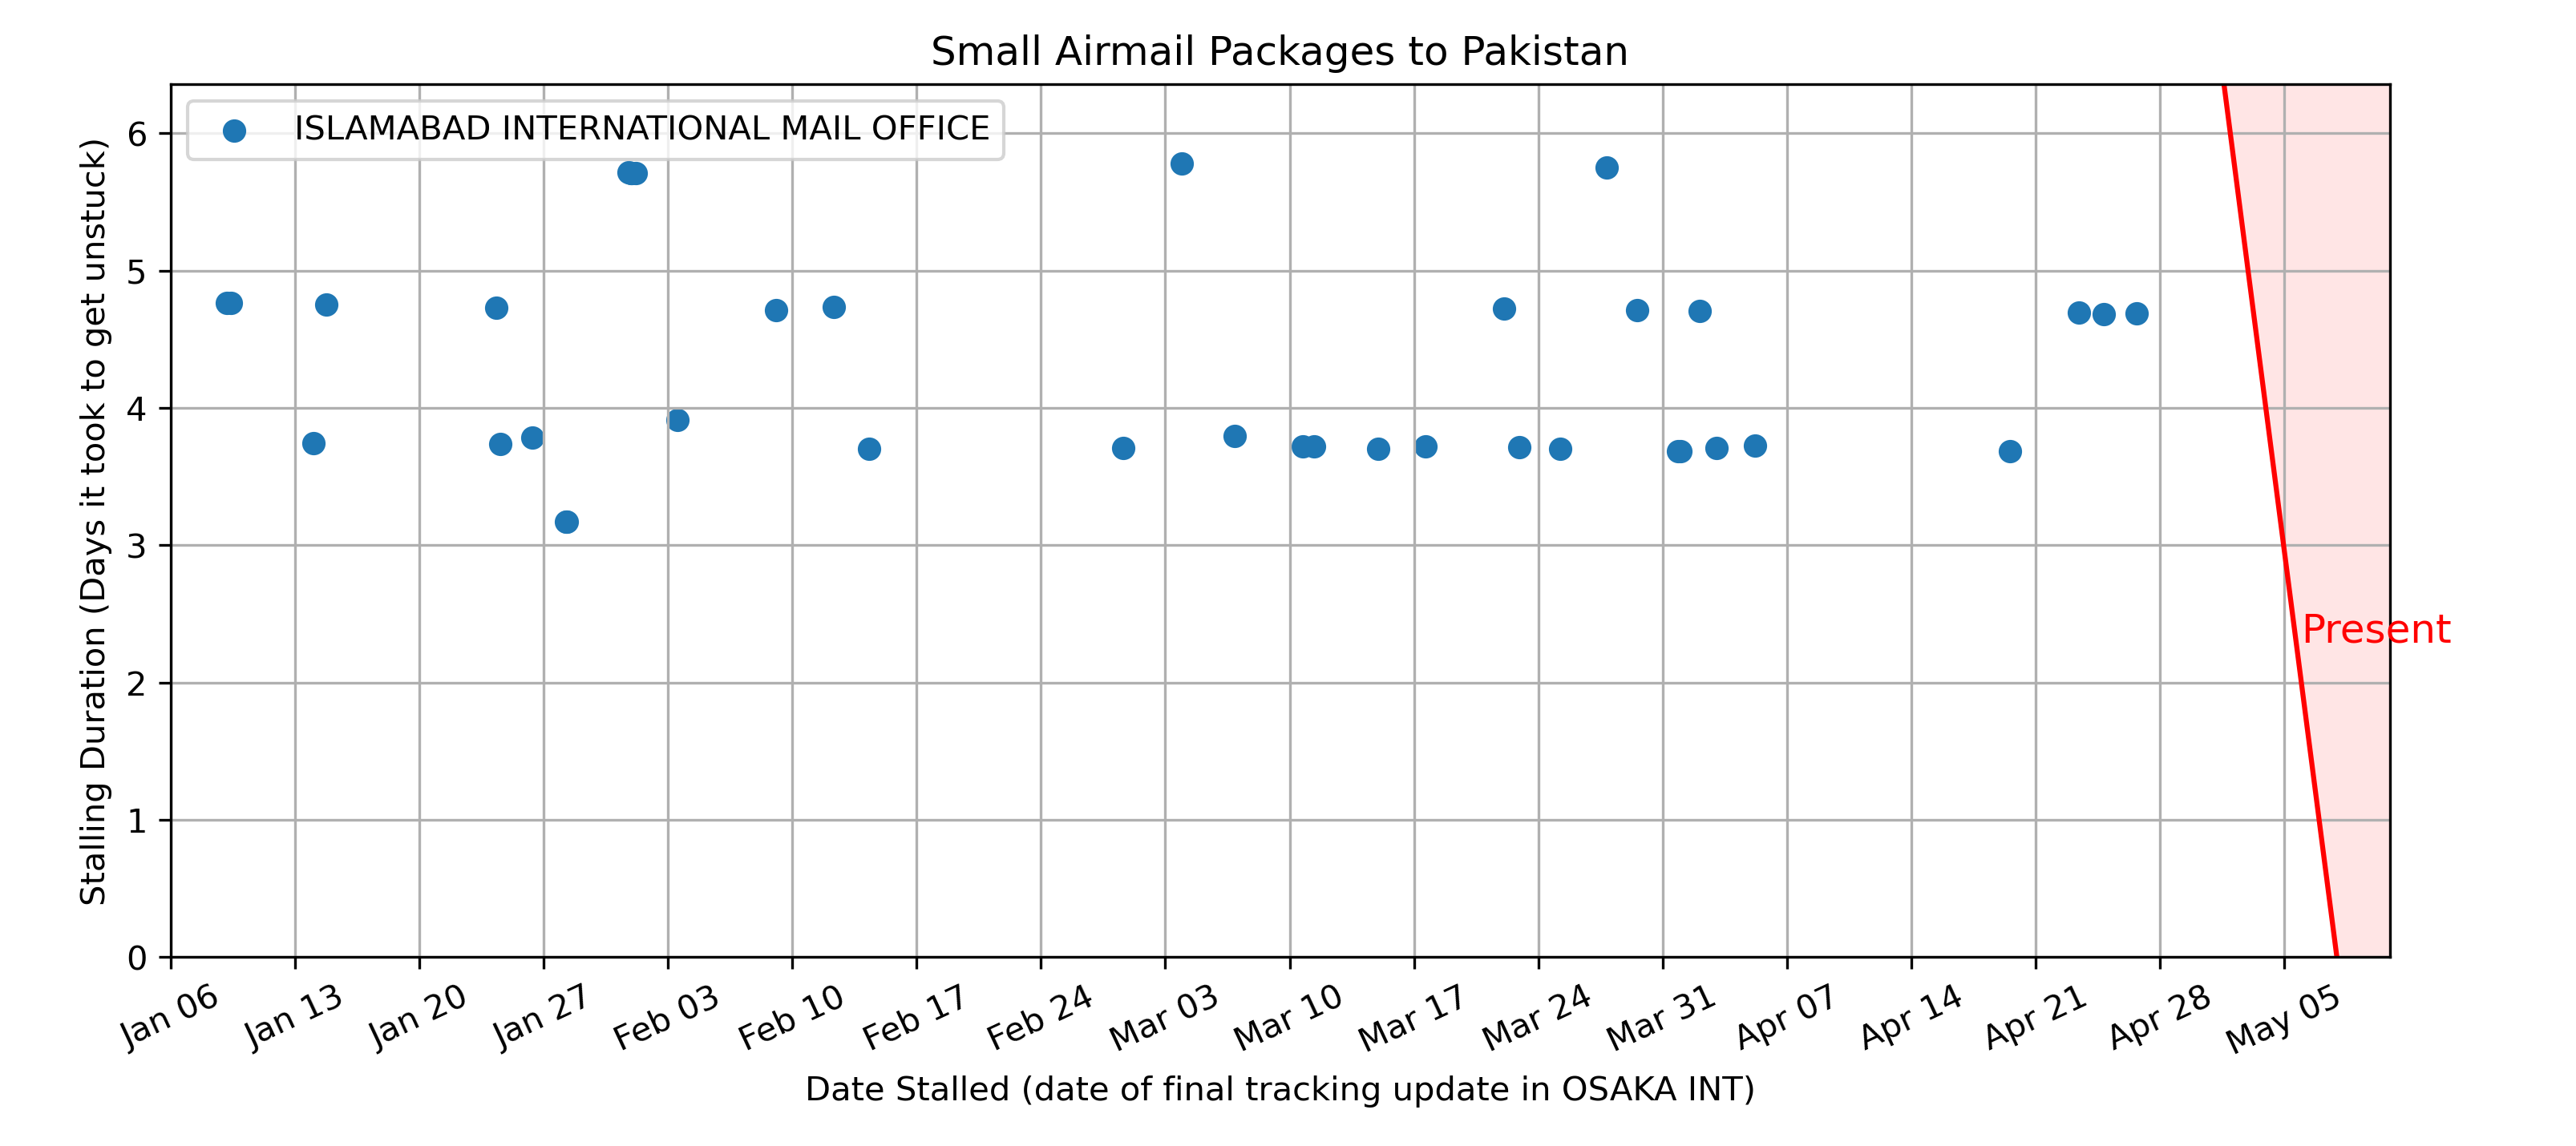 Small Airmail Packages to Pakistan
ISLAMABAD INTERNATIONAL MAIL OFFICE
Stalling Duration (Days it took to get unstuck)
6
5
4
3
2
1
0
Present
Jan 06
Jan 13
Jan 20
Jan 27
Feb 03
Feb 10
Feb 17
Feb 24
Mar 03
Mar 10
Mar 17
Mar 24
Mar 31
Apr 07
Apr 14
Apr 21
Apr 28
May 05
Date Stalled (date of final tracking update in OSAKA INT)